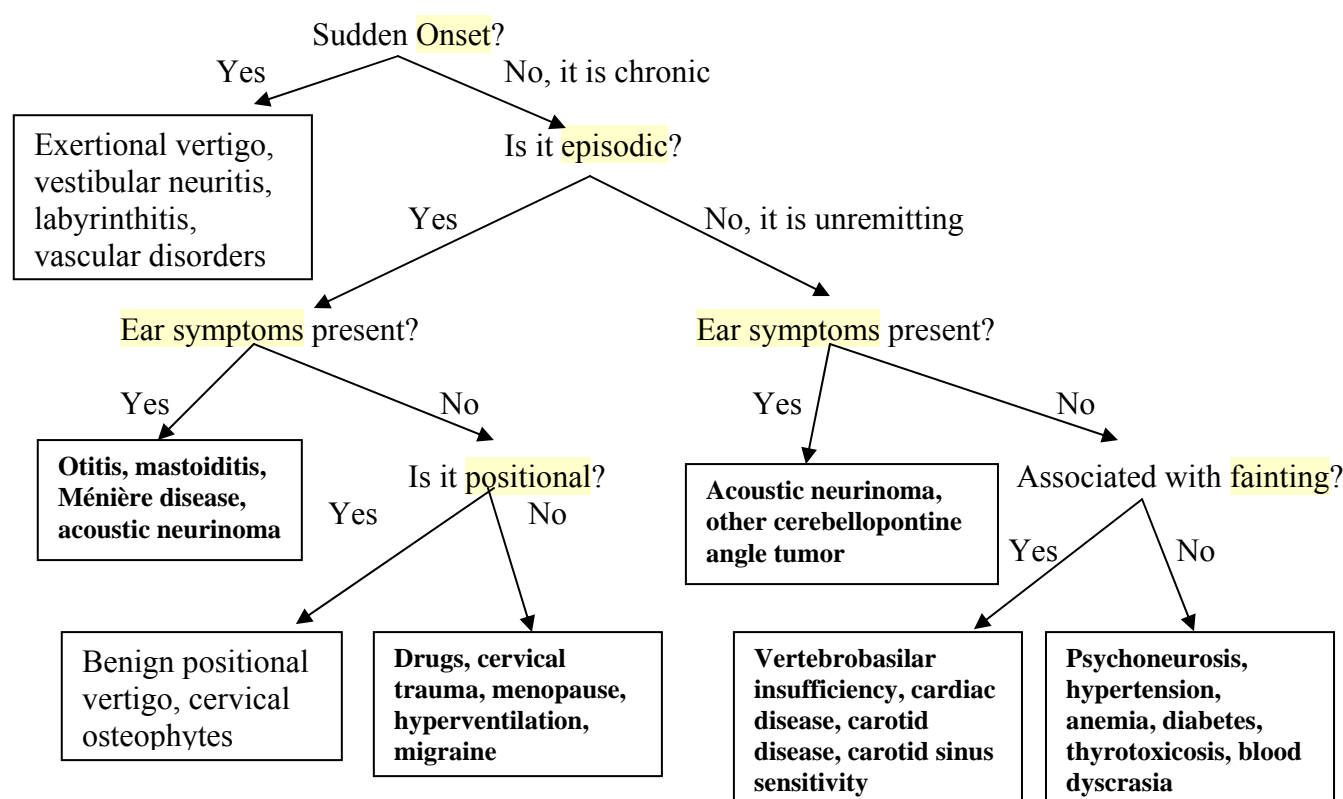 Sudden Onset?
Yes
No, it is chronic
Exertional vertigo,
vestibular neuritis,
labyrinthitis,
vascular disorders
Is it episodic?
Yes
No, it is unremitting
Ear symptoms present?
Ear symptoms present?
Yes
No
Yes
No
Otitis, mastoiditis,
Ménière disease,
acoustic neurinoma
Is it positional?
Acoustic neurinoma,
other cerebellopontine
angle tumor
Associated with fainting?
Yes
No
Yes
No
Benign positional
vertigo, cervical
osteophytes
Drugs, cervical
trauma, menopause,
hyperventilation,
migraine
Vertebrobasilar
insufficiency, cardiac
disease, carotid
disease, carotid sinus
sensitivity
Psychoneurosis,
hypertension,
anemia, diabetes,
thyrotoxicosis, blood
dyscrasia